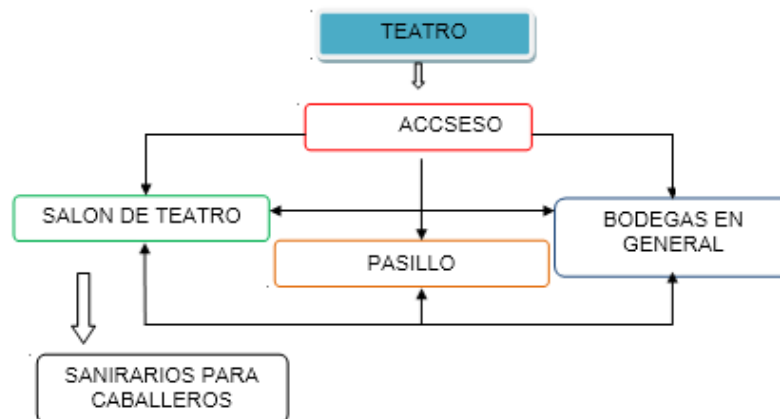 TEATRO
ACCSESO
SALON DE TEATRO
BODEGAS EN
GENERAL
PASILLO
SANIRARIOS PARA
CABALLEROS